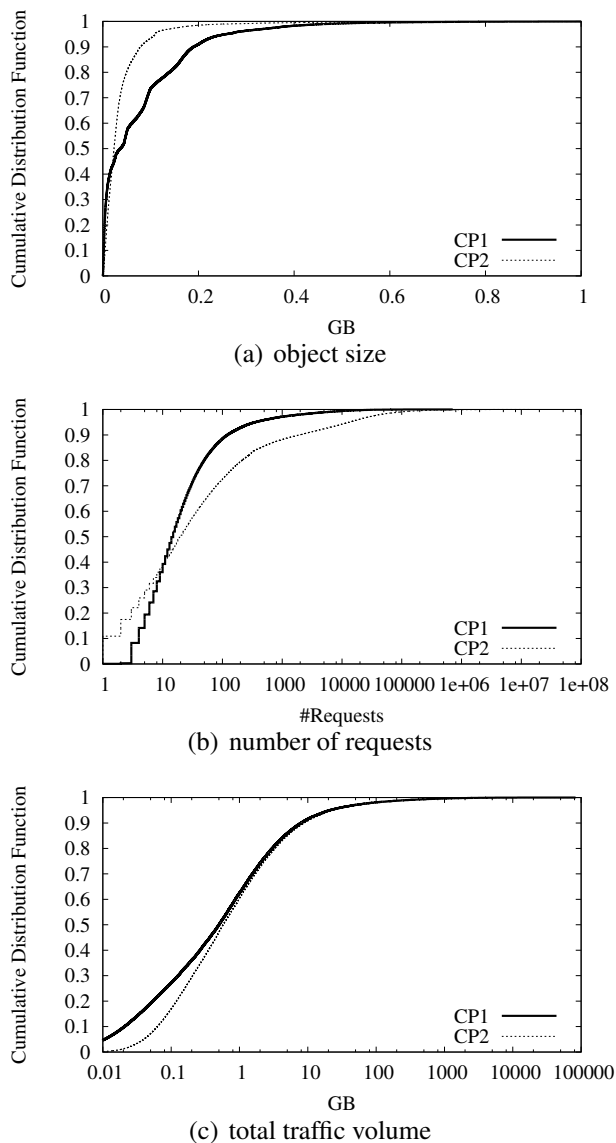 Cumulative Distribution Function
1
0.9
0.8
0.7
0.6
0.5
0.4
0.3
0.2
0.1
0
CP1
CP2
0 0.2 0.4 0.6 0.8 1
GB
(a) object size
Cumulative Distribution Function
1
0.9
0.8
0.7
0.6
0.5
0.4
0.3
0.2
0.1
0
CP1
CP2
1 10 100 1000 10000 100000 1e+06 1e+07 1e+08
#Requests
(b) number of requests
Cumulative Distribution Function
1
0.9
0.8
0.7
0.6
0.5
0.4
0.3
0.2
0.1
0
CP1
CP2
0.01 0.1 1 10 100 1000 10000 100000
GB
(c) total traffic volume